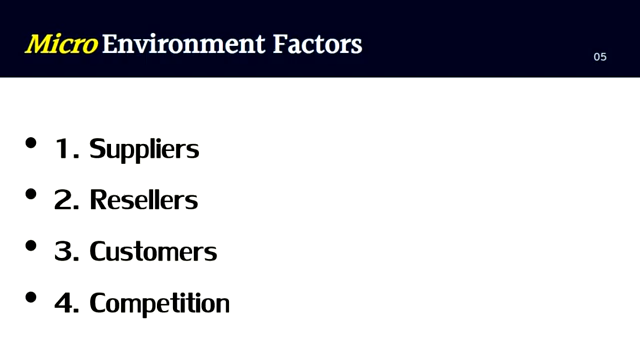 Micro Environment Factors
05
• 1. Suppliers
• 2. Resellers
• 3. Customers
• 4. Competition